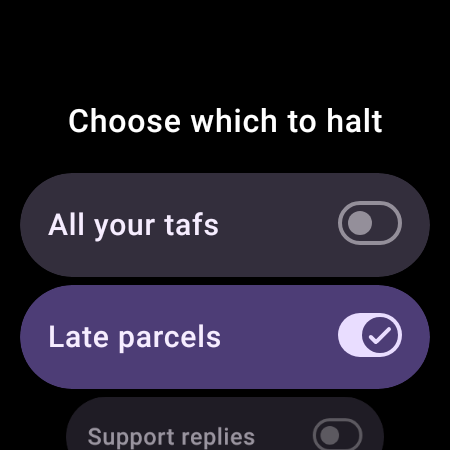 Choose which to halt
All your tafs
Late parcels
Support replies